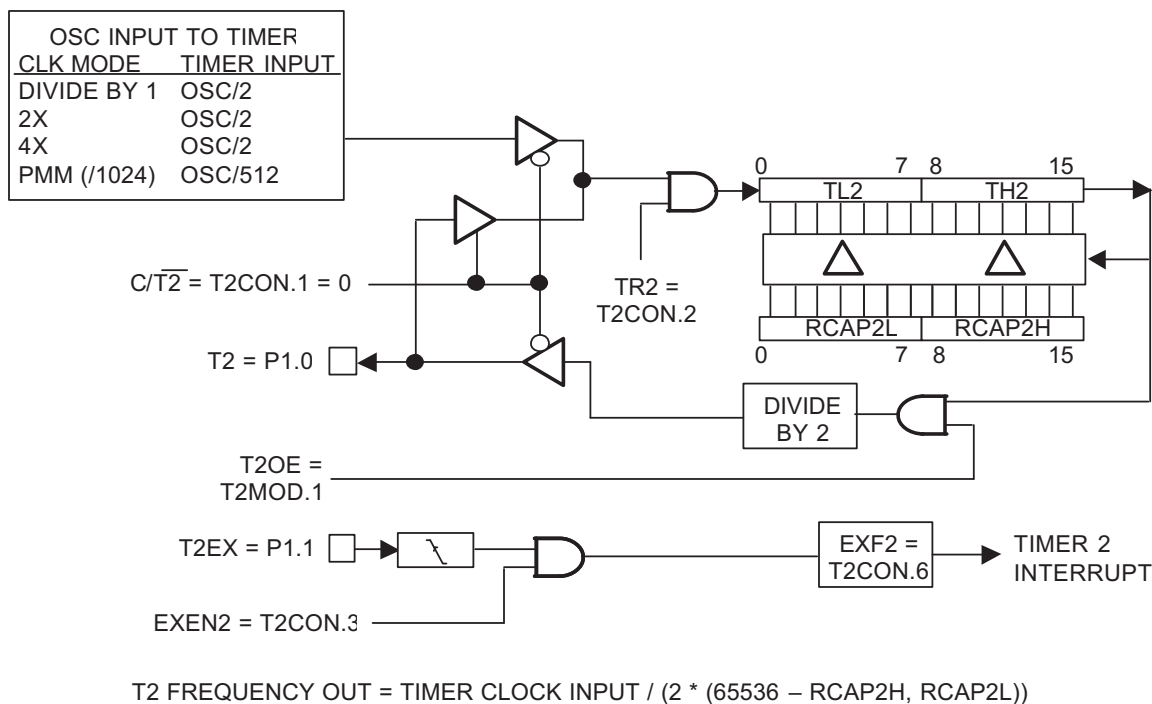 OSC INPUT TO TIMER
CLK MODE TIMER INPUT
DIVIDE BY 1 OSC/2
2X OSC/2
4X OSC/2
PMM (/1024) OSC/512
0 7 8 15
TL2 TH2
C/T2̅ = T2CON.1 = 0
TR2 =
T2CON.2
RCAP2L RCAP2H
0 7 8 15
T2 = P1.0
DIVIDE
BY 2
T2OE =
T2MOD.1
T2EX = P1.1
EXF2 =
T2CON.6
TIMER 2
INTERRUPT
EXEN2 = T2CON.3
T2 FREQUENCY OUT = TIMER CLOCK INPUT / (2 * (65536 – RCAP2H, RCAP2L))